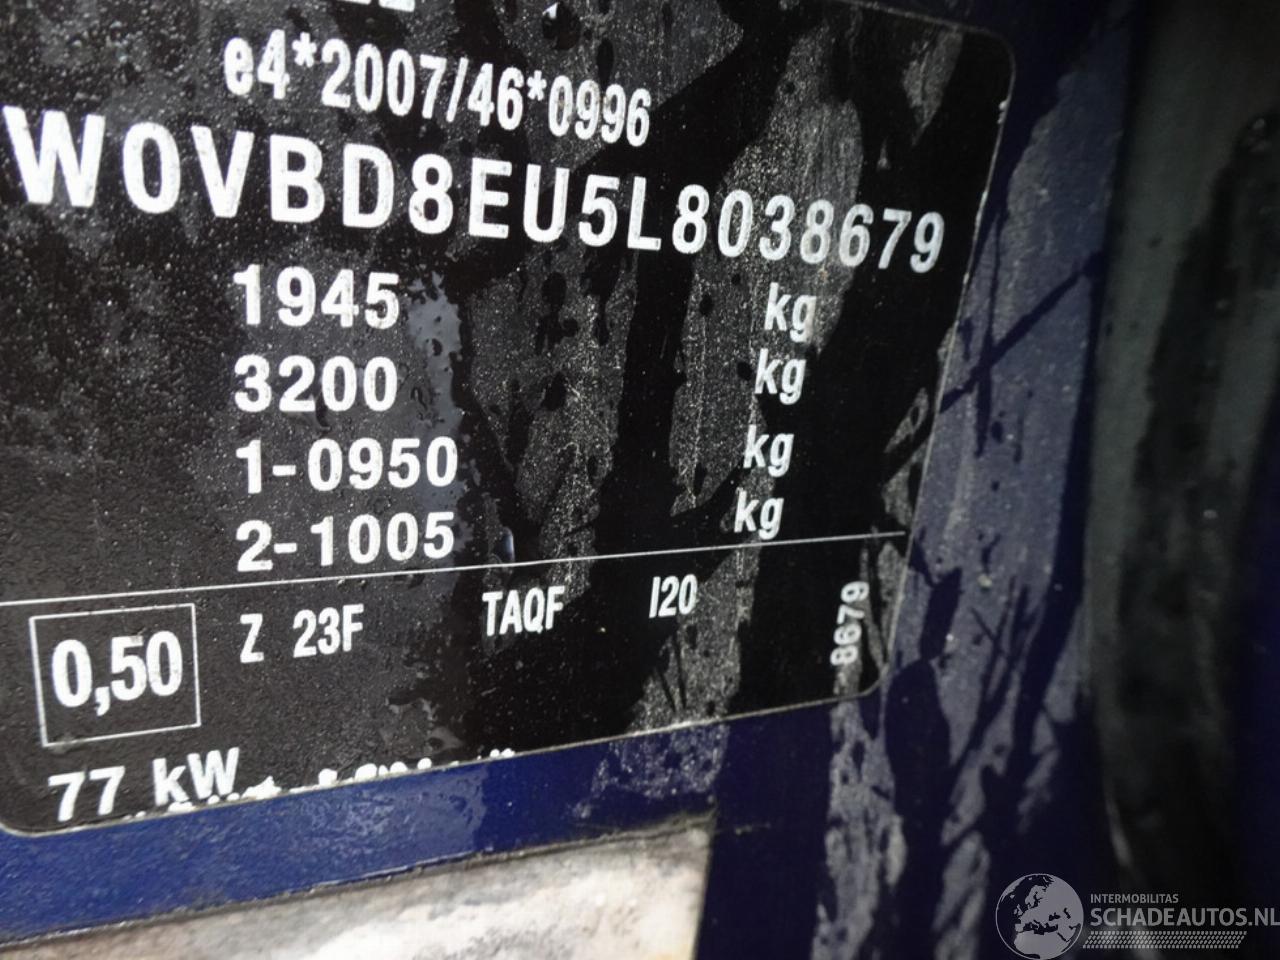 e4*2007/46*0996
W0VBD8EU5L8038679
1945 kg
3200 kg
1-0950 kg
2-1005 kg
0,50 Z 23F TAQF I20 8679
77 kW
INTERMOBILITAS
SCHADEAUTOS.NL